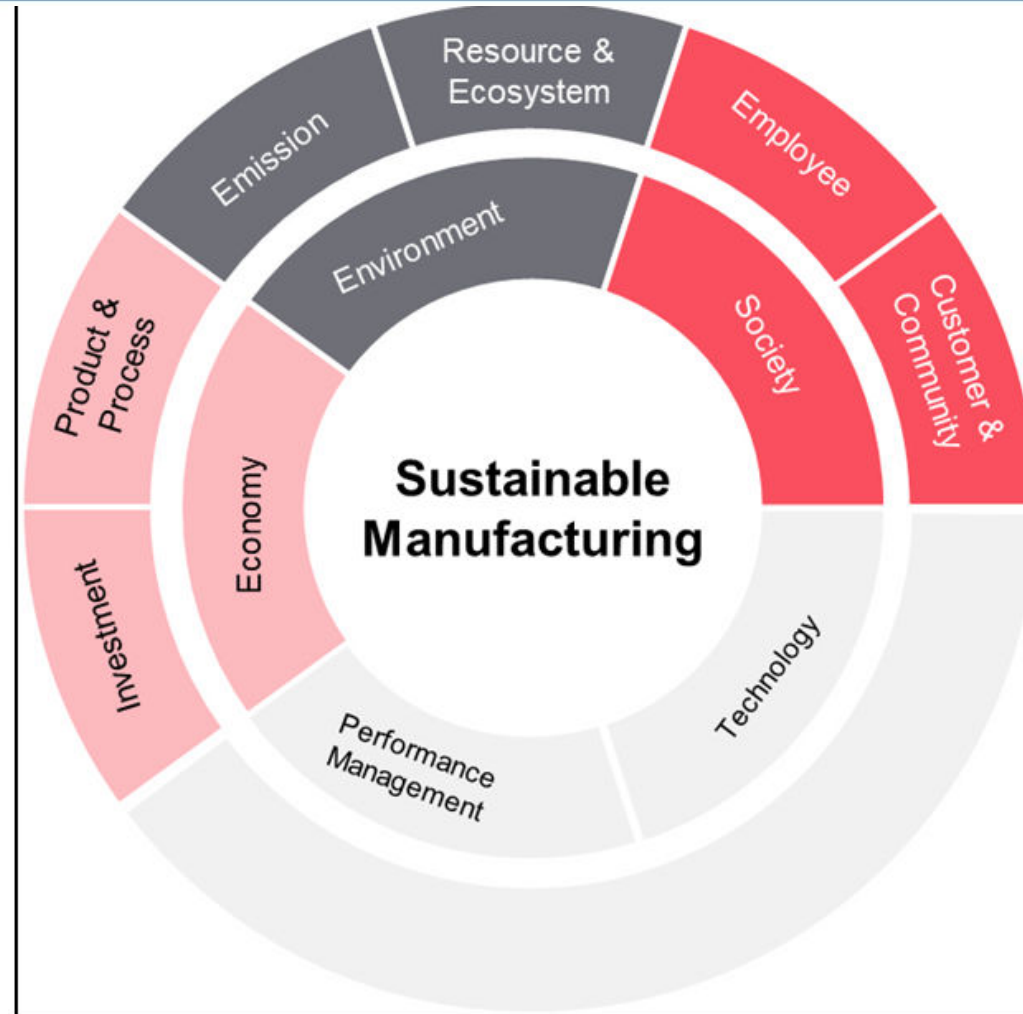 Resource &
Ecosystem
Emission
Employee
Environment
Society
Customer &
Community
Product &
Process
Economy
Sustainable
Manufacturing
Investment
Technology
Performance
Management